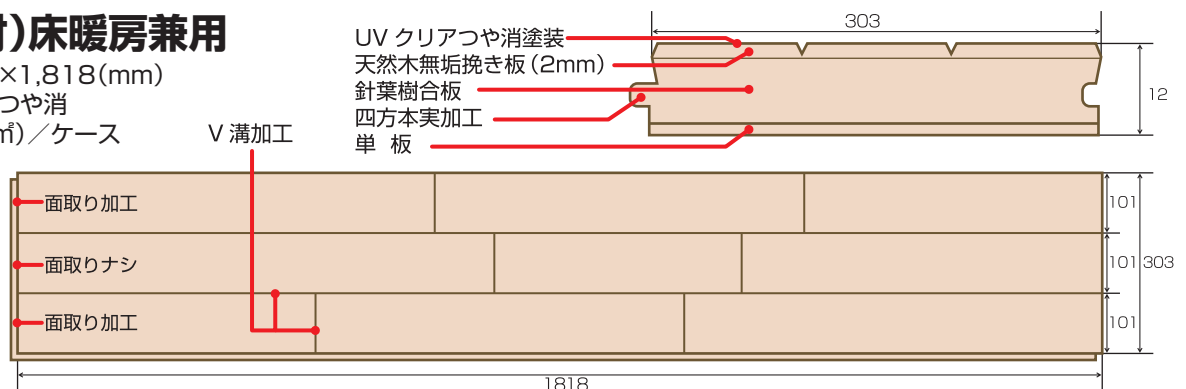 付)床暖房兼用
×1,818(mm)
つや消
㎡)／ケース
V 溝加工
UV クリアつや消塗装
天然木無垢挽き板(2mm)
針葉樹合板
四方本実加工
単 板
303
12
面取り加工
面取りナシ
面取り加工
101
101
101
303
1818